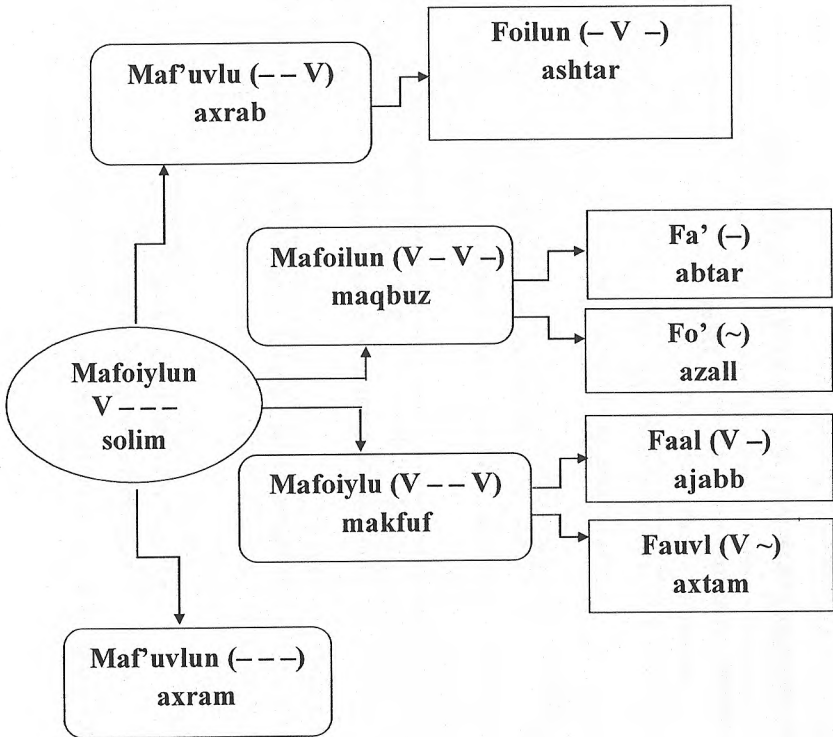 Maf'uvlu (– – V)
axrab
Foilun (– V –)
ashtar
Mafoilun (V – V –)
maqbuz
Fa' (–)
abtar
Fo' (~)
azall
Mafoiylun
V – – –
solim
Mafoiylu (V – – V)
makfuf
Faal (V –)
ajabb
Fauvl (V ~)
axtam
Maf'uvlun (– – –)
axram